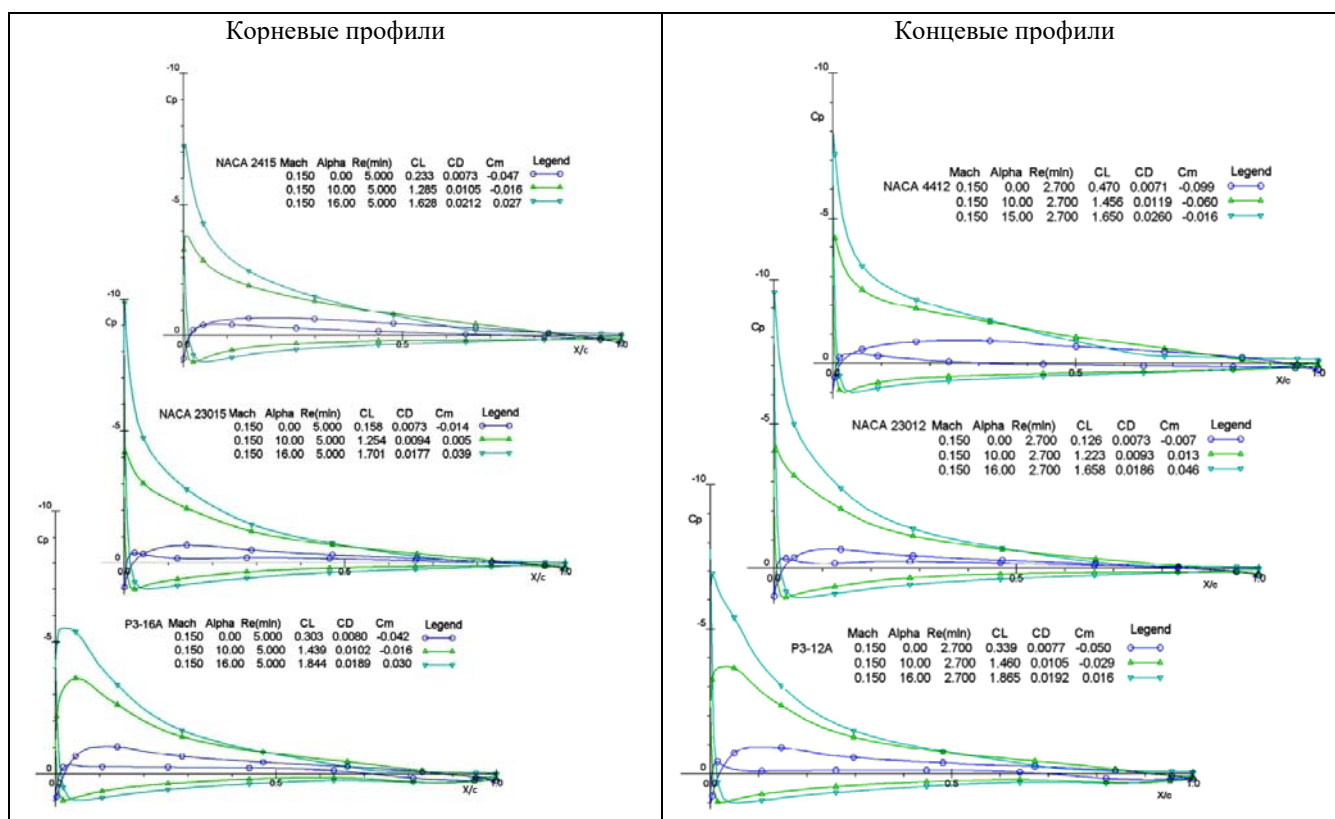 Корневые профили
-10
Cp
NACA 2415 Mach Alpha Re(mln) CL CD Cm Legend
0.150 0.00 5.000 0.233 0.0073 -0.047
0.150 10.00 5.000 1.285 0.0105 -0.016
0.150 16.00 5.000 1.628 0.0212 0.027
-5
0
0.0
0.5
X/c
1.0
-10
Cp
NACA 23015 Mach Alpha Re(mln) CL CD Cm Legend
0.150 0.00 5.000 0.158 0.0073 -0.014
0.150 10.00 5.000 1.254 0.0094 0.005
0.150 16.00 5.000 1.701 0.0177 0.039
-5
0
0.0
0.5
X/c
1.0
-10
Cp
P3-16A Mach Alpha Re(mln) CL CD Cm Legend
0.150 0.00 5.000 0.303 0.0080 -0.042
0.150 10.00 5.000 1.439 0.0102 -0.016
0.150 16.00 5.000 1.844 0.0189 0.030
-5
0
0.0
0.5
X/c
1.0
Концевые профили
-10
Cp
Mach Alpha Re(mln) CL CD Cm Legend
NACA 4412 0.150 0.00 2.700 0.470 0.0071 -0.099
0.150 10.00 2.700 1.456 0.0119 -0.060
0.150 15.00 2.700 1.650 0.0260 -0.016
-5
0
0.0
0.5
X/c
1.0
-10
Cp
NACA 23012 Mach Alpha Re(mln) CL CD Cm Legend
0.150 0.00 2.700 0.126 0.0073 -0.007
0.150 10.00 2.700 1.223 0.0093 0.013
0.150 16.00 2.700 1.658 0.0186 0.046
-5
0
0.0
0.5
X/c
1.0
-10
Cp
Mach Alpha Re(mln) CL CD Cm Legend
P3-12A 0.150 0.00 2.700 0.339 0.0077 -0.050
0.150 10.00 2.700 1.460 0.0105 -0.029
0.150 16.00 2.700 1.865 0.0192 0.016
-5
0
0.0
0.5
X/c
1.0